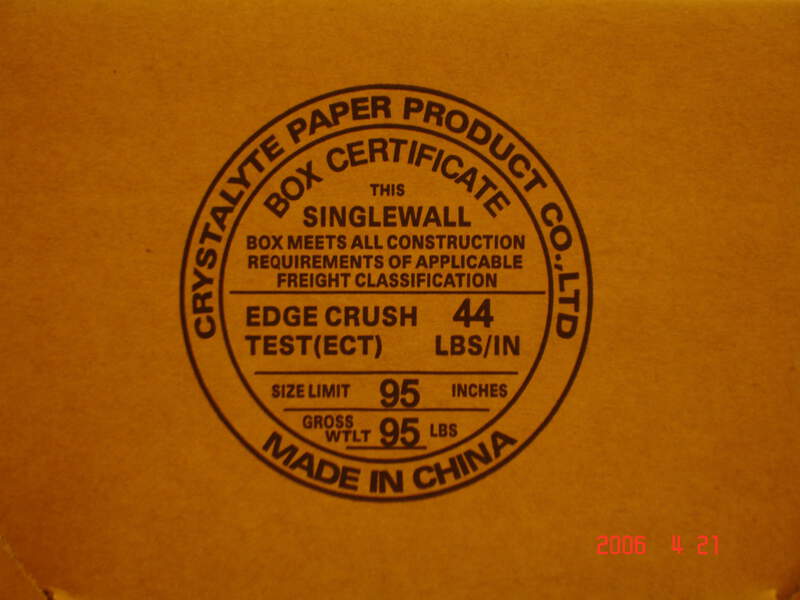 CRYSTALYTE PAPER PRODUCT CO.,LTD
BOX CERTIFICATE
THIS
SINGLEWALL
BOX MEETS ALL CONSTRUCTION
REQUIREMENTS OF APPLICABLE
FREIGHT CLASSIFICATION
EDGE CRUSH 44
TEST(ECT) LBS/IN
SIZE LIMIT 95 INCHES
GROSS
WTLT 95 LBS
MADE IN CHINA
2006 4 21